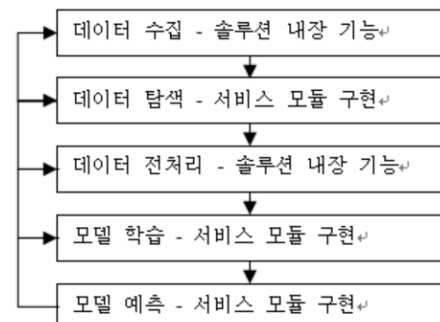 데이터 수집 - 솔루션 내장 기능↵
데이터 탐색 - 서비스 모듈 구현↵
데이터 전처리 - 솔루션 내장 기능↵
모델 학습 - 서비스 모듈 구현↵
모델 예측 - 서비스 모듈 구현↵